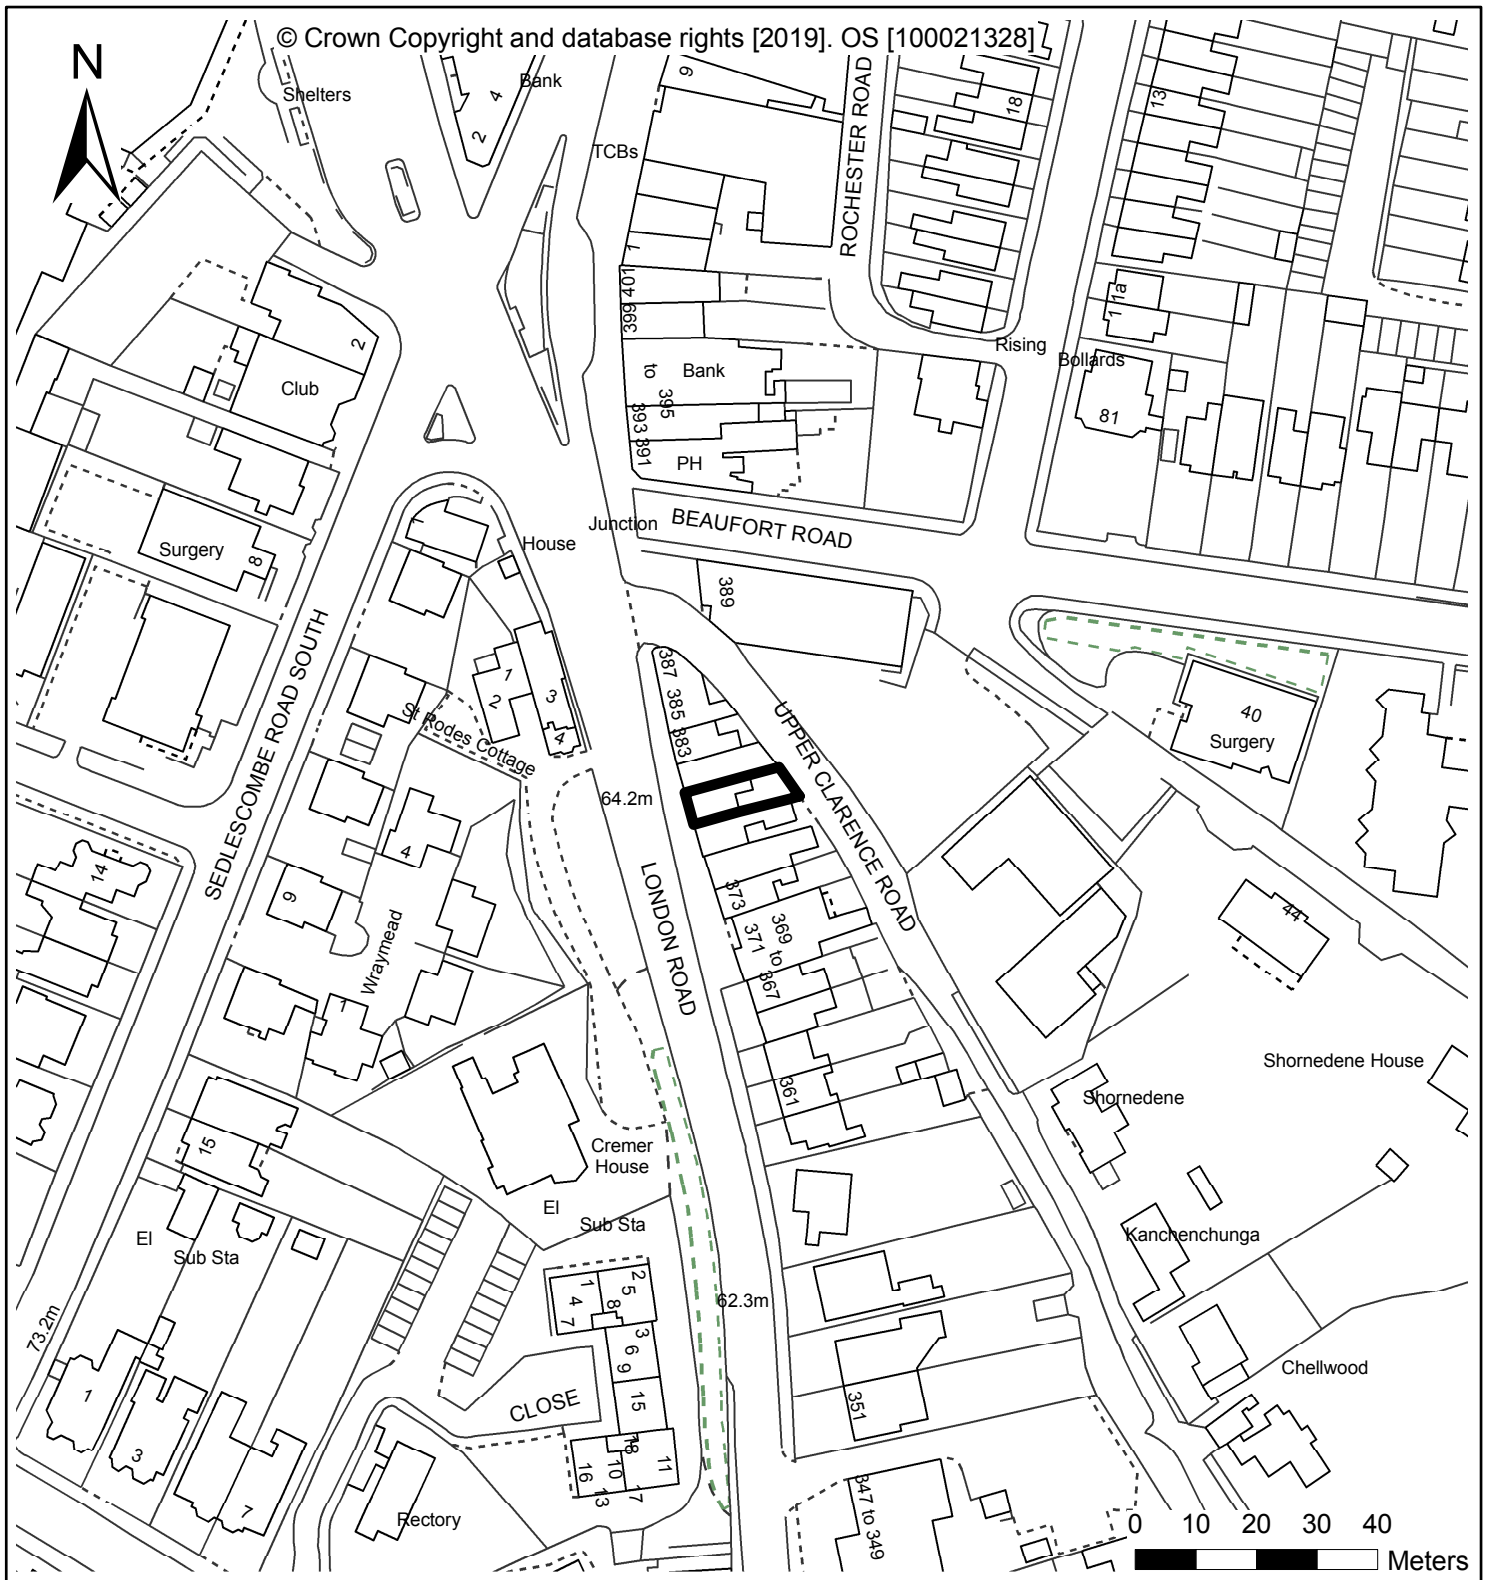 © Crown Copyright and database rights [2019]. OS [100021328]
N
Shelters
Bank
4
2
9
TCBs
ROCHESTER ROAD
18
13
1
401
399
to
395
Bank
393
391
PH
2
Club
Rising
Bollards
11a
81
Surgery
8
1
House
Junction
BEAUFORT ROAD
389
SEDLESCOMBE ROAD SOUTH
1
2
3
4
St Rodes Cottage
387
385
383
UPPER CLARENCE ROAD
40
Surgery
64.2m
14
4
9
Wraymead
1
LONDON ROAD
373
371
369
to
367
44
361
Shornedene House
Shornedene
15
Cremer
House
El
Sub Sta
El
Sub Sta
Kanchenchunga
73.2m
62.3m
1
2
4
5
7
8
3
6
9
15
CLOSE
351
Chellwood
1
3
7
18
11
16
10
13
17
Rectory
347 to 349
0 10 20 30 40
Meters